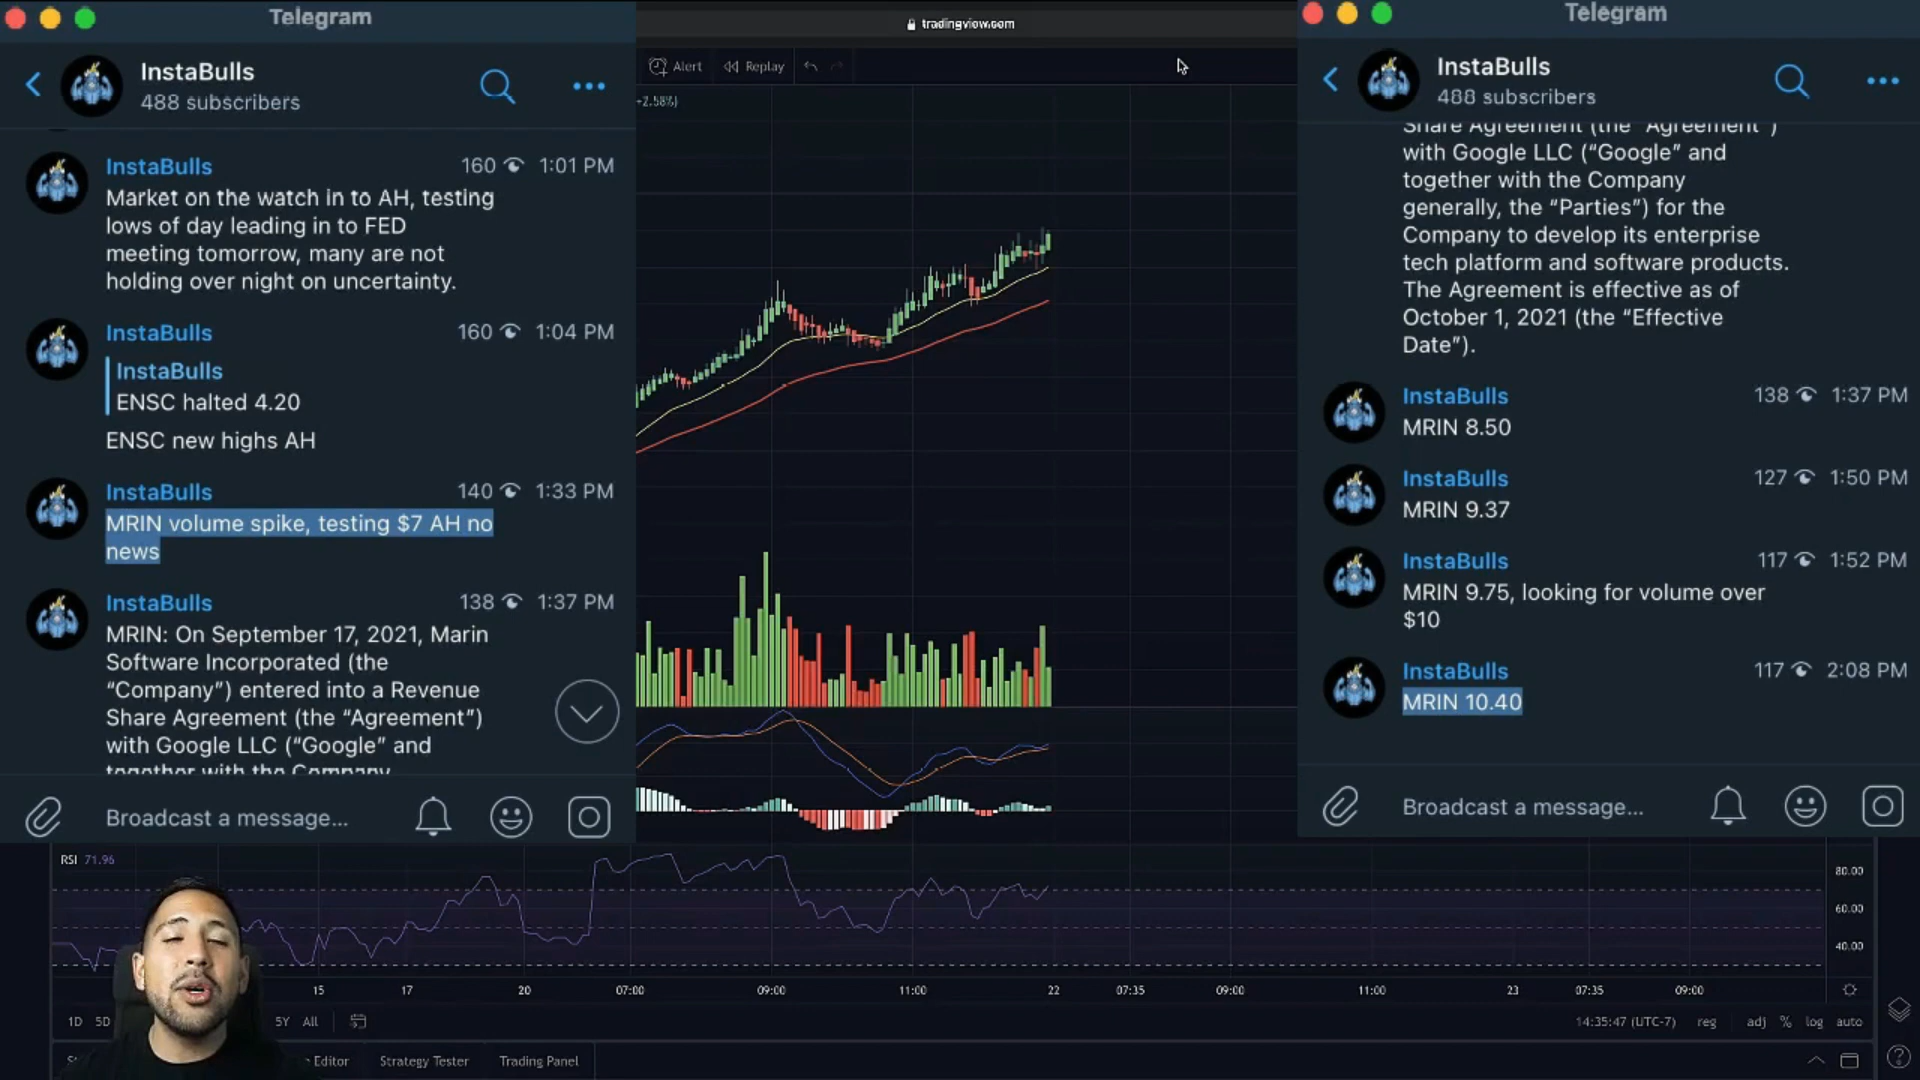 Telegram
InstaBulls
488 subscribers
InstaBulls 160 1:01 PM
Market on the watch in to AH, testing
lows of day leading in to FED
meeting tomorrow, many are not
holding over night on uncertainty.
InstaBulls 160 1:04 PM
InstaBulls
ENSC halted 4.20
ENSC new highs AH
InstaBulls 140 1:33 PM
MRIN volume spike, testing $7 AH no
news
InstaBulls 138 1:37 PM
MRIN: On September 17, 2021, Marin
Software Incorporated (the
“Company”) entered into a Revenue
Share Agreement (the “Agreement”)
with Google LLC (“Google” and
together with the Company
Broadcast a message...
tradingview.com
Alert Replay
+2.58%)
Telegram
InstaBulls
488 subscribers
Share Agreement (the “Agreement”)
with Google LLC (“Google” and
together with the Company
generally, the “Parties”) for the
Company to develop its enterprise
tech platform and software products.
The Agreement is effective as of
October 1, 2021 (the “Effective
Date”).
InstaBulls 138 1:37 PM
MRIN 8.50
InstaBulls 127 1:50 PM
MRIN 9.37
InstaBulls 117 1:52 PM
MRIN 9.75, looking for volume over
$10
InstaBulls 117 2:08 PM
MRIN 10.40
Broadcast a message...
RSI 71.96
80.00
60.00
40.00
15 17 20 07:00 09:00 11:00 22 07:35 09:00 11:00 23 07:35 09:00
1D 5D 5Y All 14:35:47 (UTC-7) reg adj % log auto
Editor Strategy Tester Trading Panel